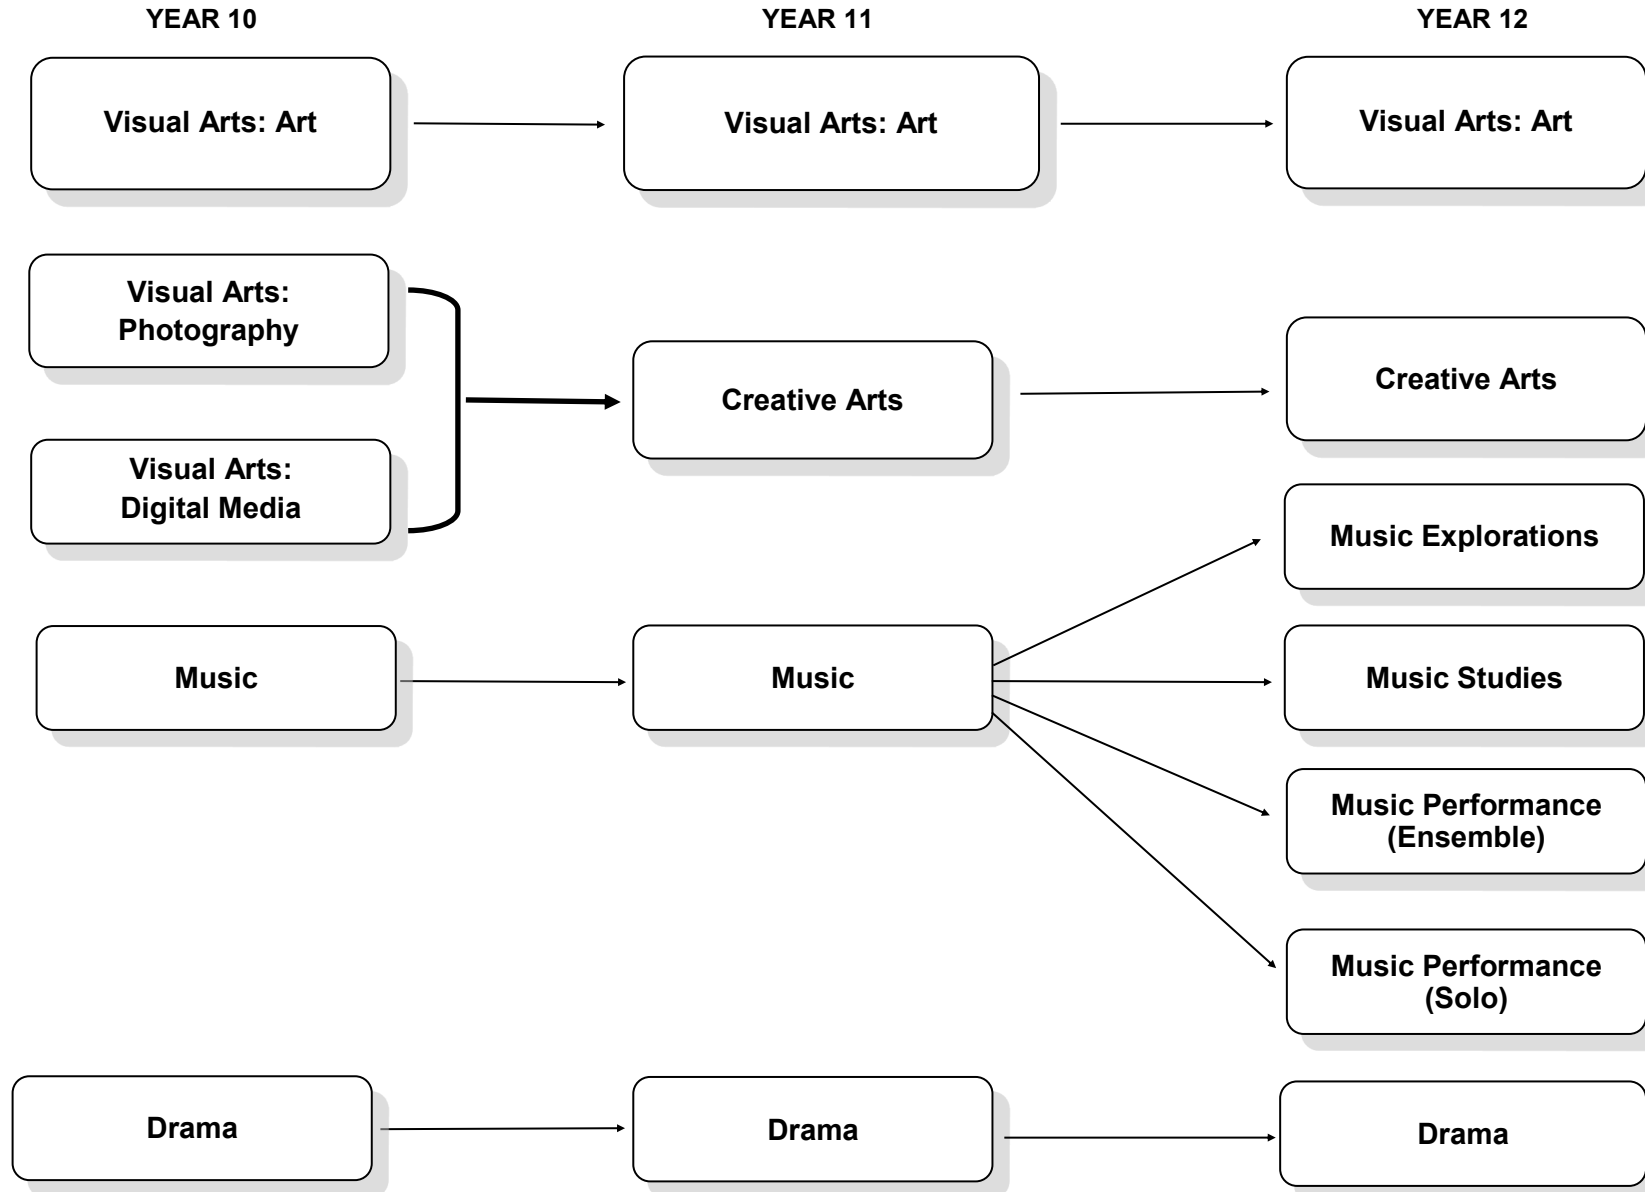 YEAR 10
YEAR 11
YEAR 12
Visual Arts: Art
Visual Arts: Art
Visual Arts: Art
Visual Arts:
Photography
Visual Arts:
Digital Media
Creative Arts
Creative Arts
Music Explorations
Music
Music
Music Studies
Music Performance
(Ensemble)
Music Performance
(Solo)
Drama
Drama
Drama